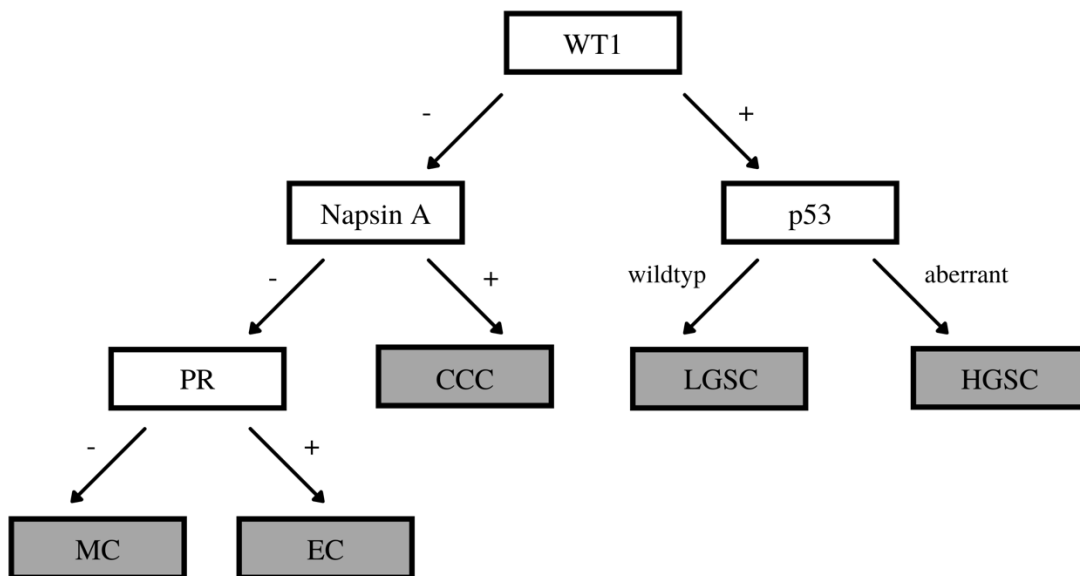 WT1
-
+
Napsin A
p53
-
+
wildtyp
aberrant
PR
CCC
LGSC
HGSC
-
+
MC
EC